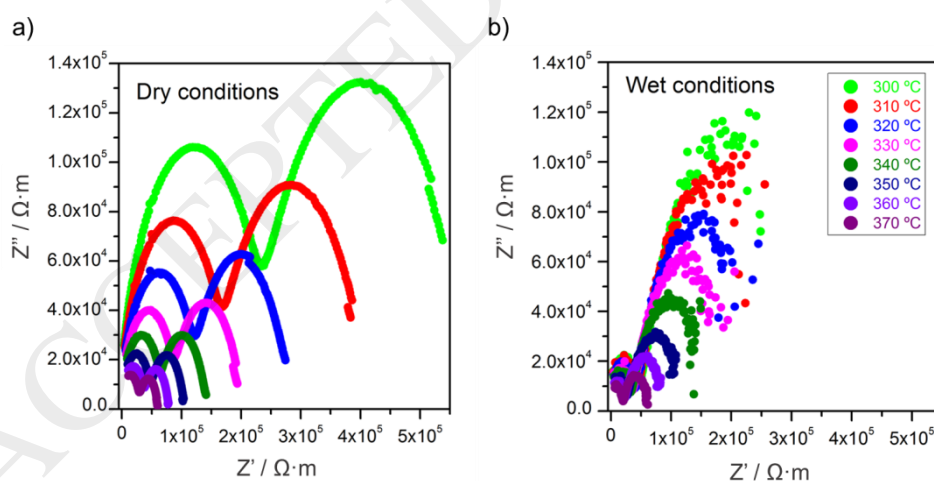 a)
b)
Dry conditions
Wet conditions
1.4x10⁵
1.2x10⁵
1.0x10⁵
8.0x10⁴
6.0x10⁴
4.0x10⁴
2.0x10⁴
0.0
Z'' / Ω·m
0 1x10⁵ 2x10⁵ 3x10⁵ 4x10⁵ 5x10⁵
Z' / Ω·m
1.4x10⁵
1.2x10⁵
1.0x10⁵
8.0x10⁴
6.0x10⁴
4.0x10⁴
2.0x10⁴
0.0
Z'' / Ω·m
0 1x10⁵ 2x10⁵ 3x10⁵ 4x10⁵ 5x10⁵
Z' / Ω·m
300 ºC
310 ºC
320 ºC
330 ºC
340 ºC
350 ºC
360 ºC
370 ºC
ACCEPTED